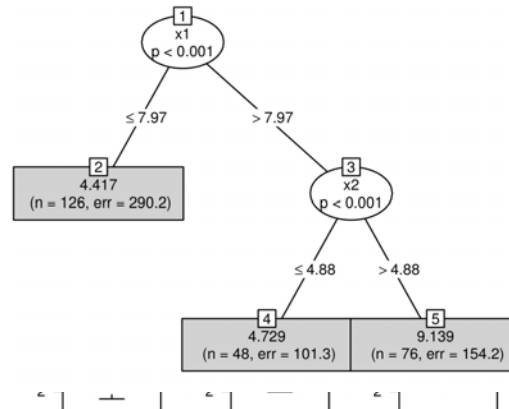 1
x1
p < 0.001
≤ 7.97
> 7.97
2
4.417
(n = 126, err = 290.2)
3
x2
p < 0.001
≤ 4.88
> 4.88
4
4.729
(n = 48, err = 101.3)
5
9.139
(n = 76, err = 154.2)